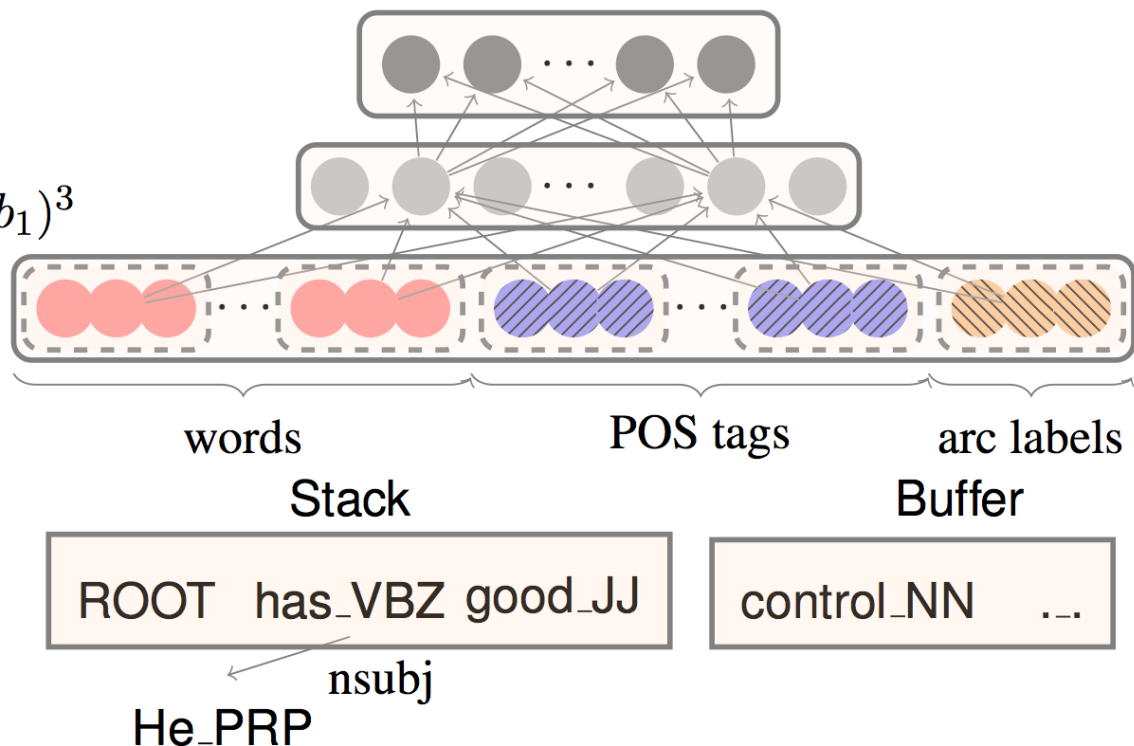 · · ·
· · ·
b₁)³
· · · · · ·
words POS tags arc labels
Stack Buffer
ROOT has_VBZ good_JJ control_NN ._.
nsubj
He_PRP